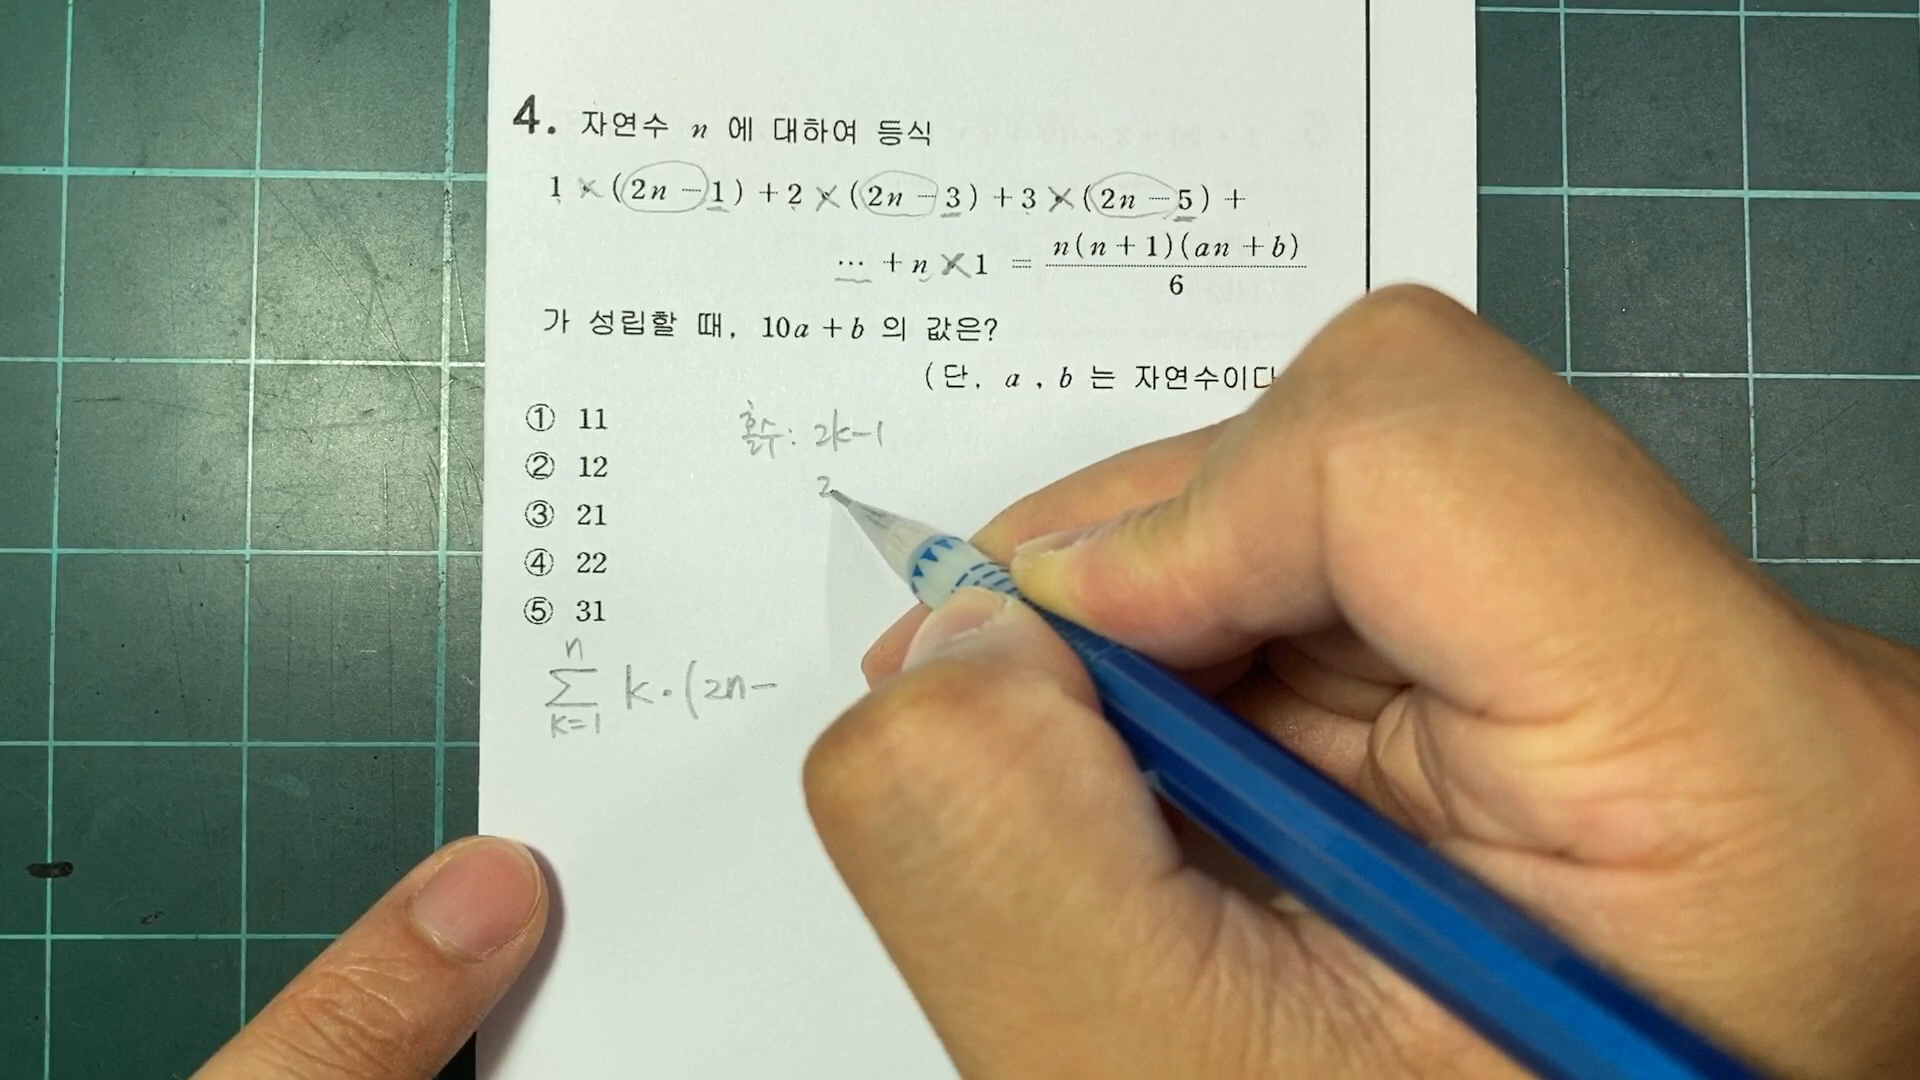 4. 자연수 n 에 대하여 등식
1 × (2n − 1) + 2 × (2n − 3) + 3 × (2n − 5) +
⋯ + n × 1 = n(n + 1)(an + b) / 6
가 성립할 때, 10a + b 의 값은?
(단, a , b 는 자연수이다
① 11
② 12
③ 21
④ 22
⑤ 31
홀수: 2k-1
2
n
Σ k·(2n-
k=1